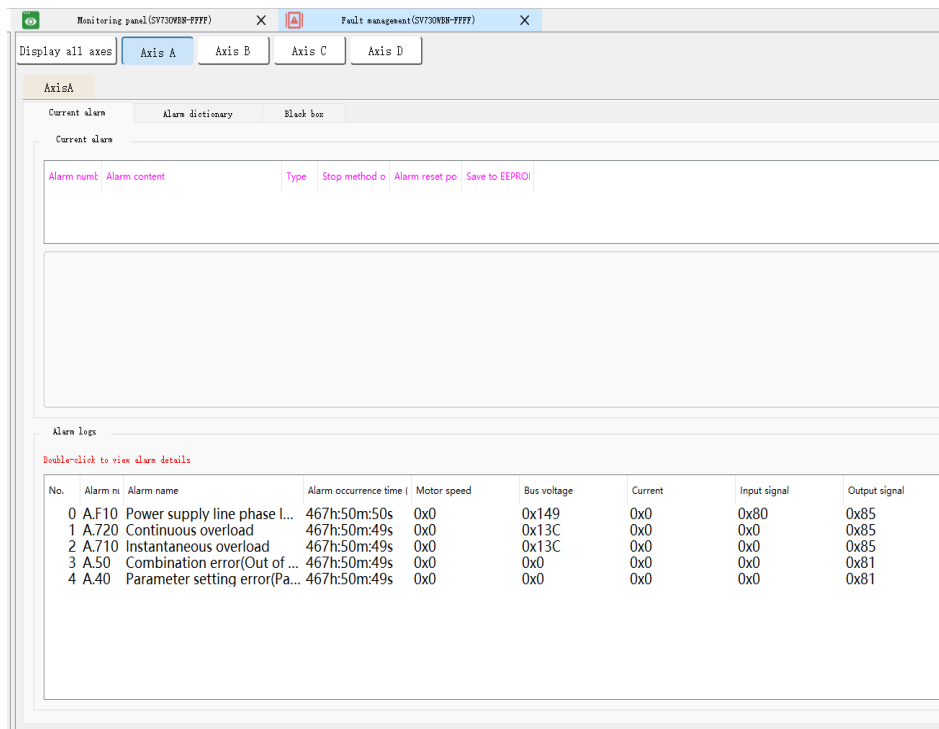 Monitoring panel(SV730WBN-FFFF) X Fault management(SV730WBN-FFFF) X
Display all axes Axis A Axis B Axis C Axis D
AxisA
Current alarm Alarm dictionary Black box
Current alarm
Alarm numb Alarm content Type Stop method o Alarm reset po Save to EEPROM
Alarm logs
Double-click to view alarm details
No. Alarm nu Alarm name Alarm occurrence time ( Motor speed Bus voltage Current Input signal Output signal
0 A.F10 Power supply line phase l... 467h:50m:50s 0x0 0x149 0x0 0x80 0x85
1 A.720 Continuous overload 467h:50m:49s 0x0 0x13C 0x0 0x0 0x85
2 A.710 Instantaneous overload 467h:50m:49s 0x0 0x13C 0x0 0x0 0x85
3 A.50 Combination error(Out of ... 467h:50m:49s 0x0 0x0 0x0 0x0 0x81
4 A.40 Parameter setting error(Pa... 467h:50m:49s 0x0 0x0 0x0 0x0 0x81